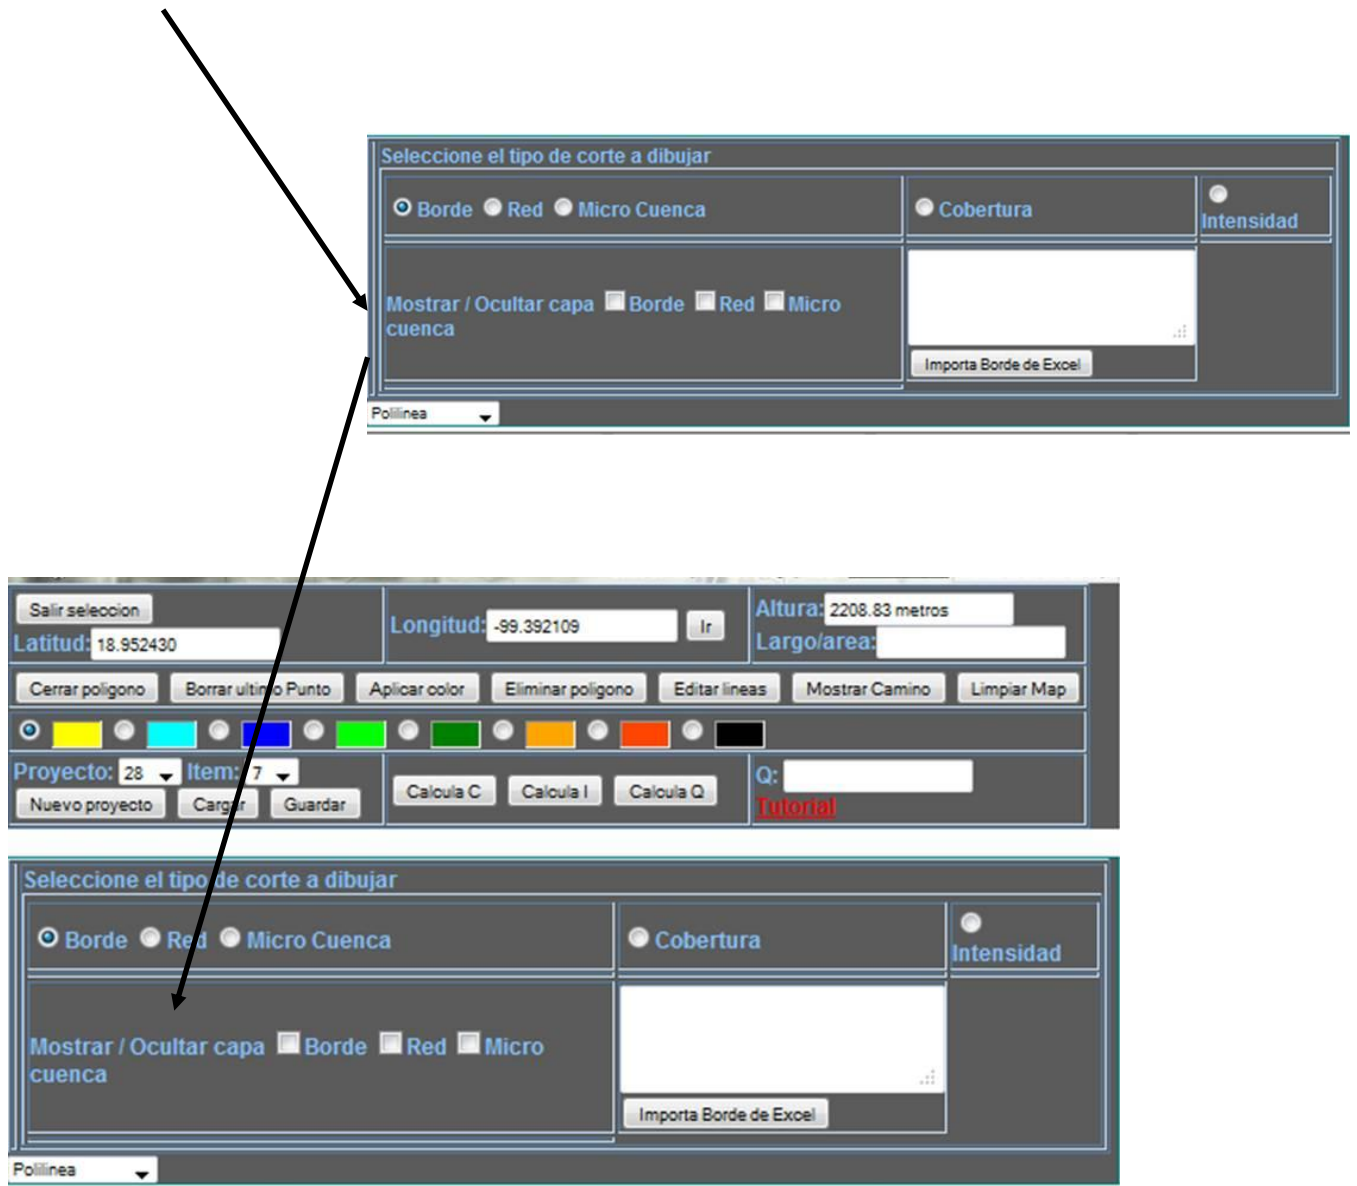 Seleccione el tipo de corte a dibujar
Borde Red Micro Cuenca Cobertura
Intensidad
Mostrar / Ocultar capa Borde Red Micro
cuenca
Importa Borde de Excel
Polilinea
Salir seleccion
Latitud: 18.952430
Longitud: -99.392109 Ir
Altura: 2208.83 metros
Largo/area:
Cerrar poligono Borrar ultimo Punto Aplicar color Eliminar poligono Editar lineas Mostrar Camino Limpiar Map
Proyecto: 28 Item: 7
Nuevo proyecto Cargar Guardar
Calcula C Calcula I Calcula Q
Q:
Tutorial
Seleccione el tipo de corte a dibujar
Borde Red Micro Cuenca Cobertura
Intensidad
Mostrar / Ocultar capa Borde Red Micro
cuenca
Importa Borde de Excel
Polilinea